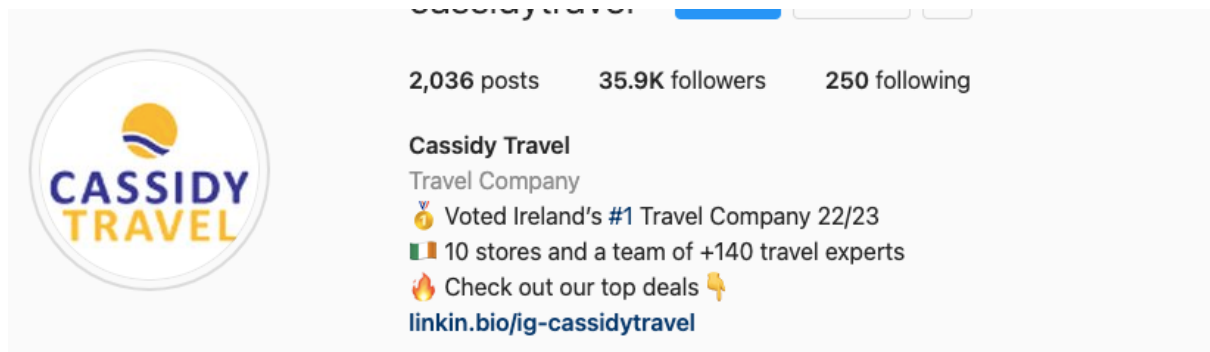 cassidytravel
2,036 posts 35.9K followers 250 following
CASSIDY
TRAVEL
Cassidy Travel
Travel Company
🥇 Voted Ireland’s #1 Travel Company 22/23
🇮🇪 10 stores and a team of +140 travel experts
🔥 Check out our top deals 👇
linkin.bio/ig-cassidytravel